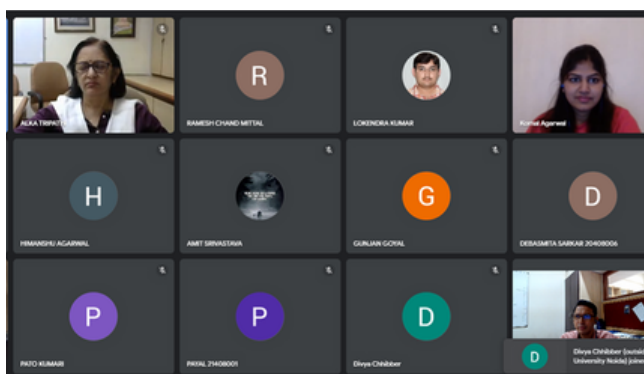 ALKA TRIPATHI
R
RAMESH CHAND MITTAL
LOKENDRA KUMAR
Komal Agarwal
H
HIMANSHU AGARWAL
AMIT SRIVASTAVA
G
GUNJAN GOYAL
D
DEBASMITA SARKAR 20408006
P
PATO KUMARI
P
PAYAL 21408001
D
Divya Chhibber
D
Divya Chhibber (outsid
University Noida) joine